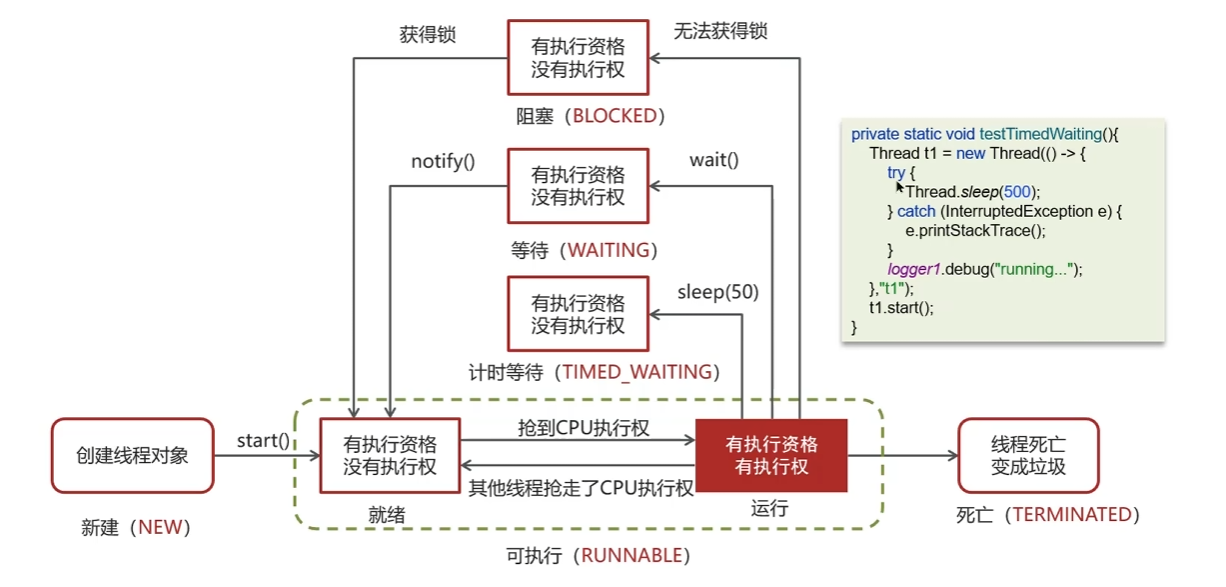 获得锁
有执行资格
没有执行权
无法获得锁
阻塞（BLOCKED）
notify()
有执行资格
没有执行权
wait()
等待（WAITING）
有执行资格
没有执行权
sleep(50)
计时等待（TIMED_WAITING）
private static void testTimedWaiting(){
Thread t1 = new Thread(() -> {
try {
Thread.sleep(500);
} catch (InterruptedException e) {
e.printStackTrace();
}
logger1.debug("running...");
},"t1");
t1.start();
}
创建线程对象
新建（NEW）
start()
有执行资格
没有执行权
就绪
抢到CPU执行权
其他线程抢走了CPU执行权
有执行资格
有执行权
运行
可执行（RUNNABLE）
线程死亡
变成垃圾
死亡（TERMINATED）